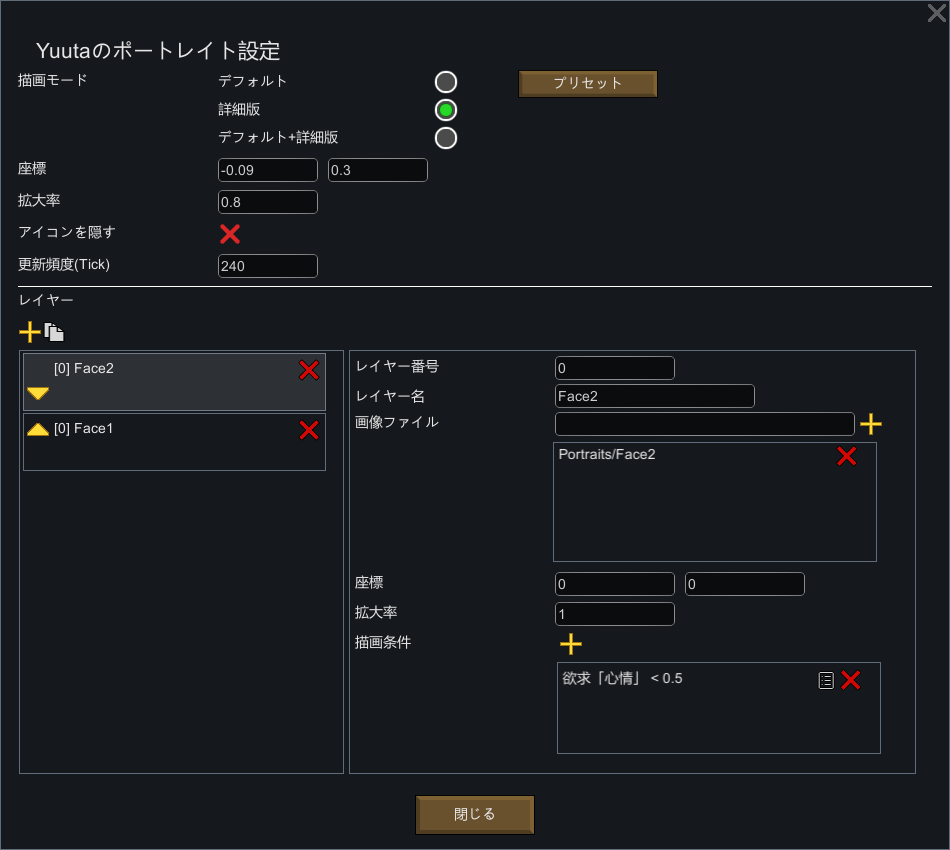 Yuutaのポートレイト設定
描画モード
デフォルト
プリセット
詳細版
デフォルト+詳細版
座標
-0.09
0.3
拡大率
0.8
アイコンを隠す
更新頻度(Tick)
240
レイヤー
[0] Face2
[0] Face1
レイヤー番号
0
レイヤー名
Face2
画像ファイル
Portraits/Face2
座標
0
0
拡大率
1
描画条件
欲求「心情」 < 0.5
閉じる